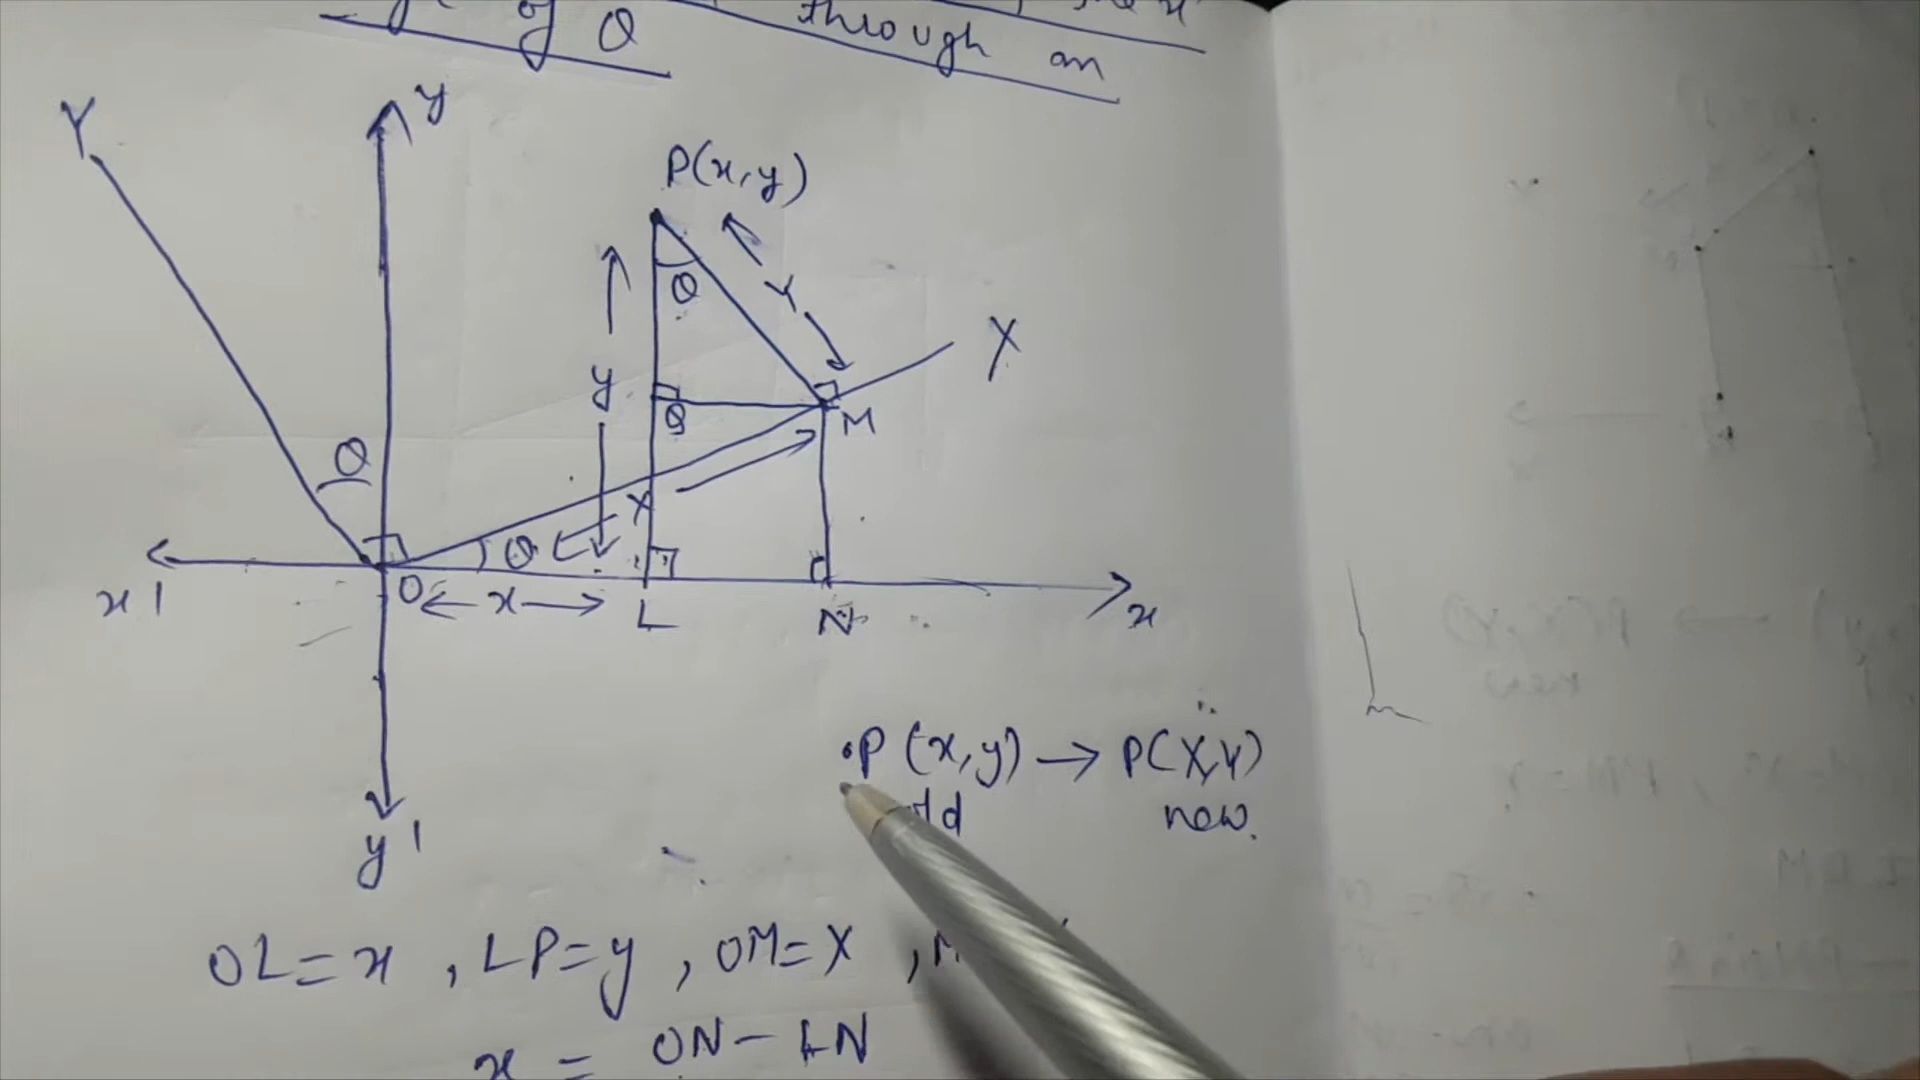 of θ through an
Y
y
P(x,y)
θ
Y
X
y
Q
M
θ
X
θ
x'
O
x
L
N
x
P (x,y) → P(X,Y)
new.
y'
OL=x , LP=y , OM=X ,
x = ON - LN